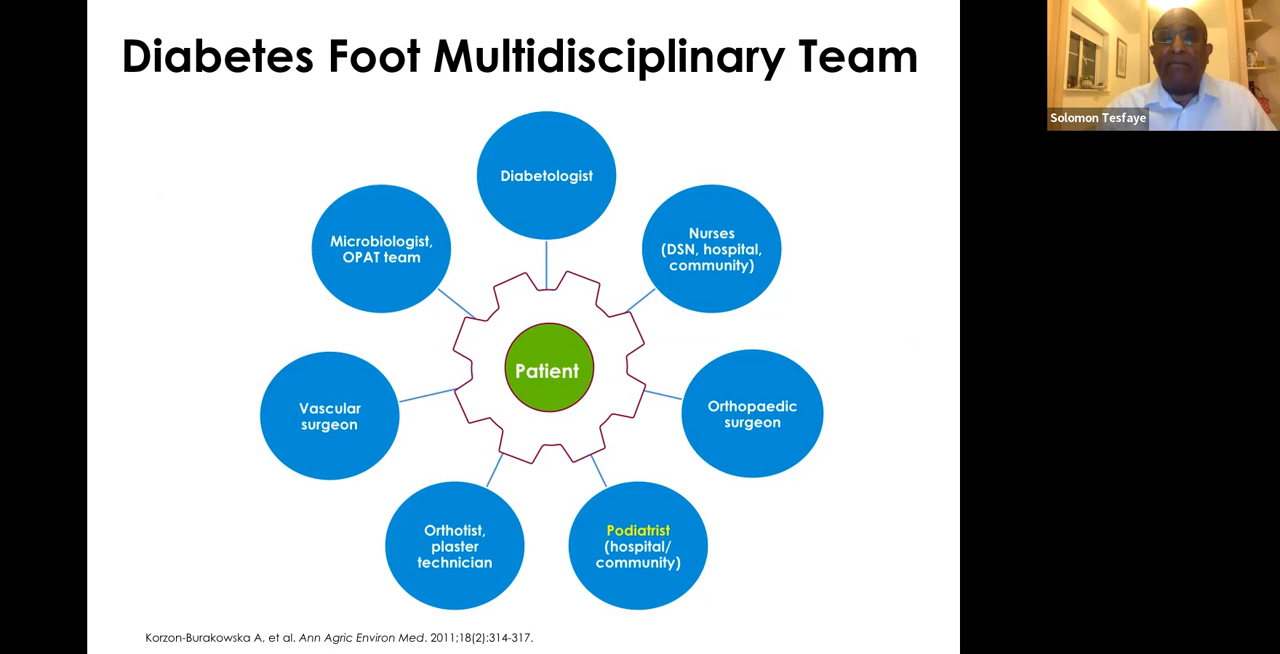 Diabetes Foot Multidisciplinary Team
Solomon Tesfaye
Diabetologist
Microbiologist,
OPAT team
Nurses
(DSN, hospital,
community)
Patient
Vascular
surgeon
Orthopaedic
surgeon
Orthotist,
plaster
technician
Podiatrist
(hospital/
community)
Korzon-Burakowska A, et al. Ann Agric Environ Med. 2011;18(2):314-317.